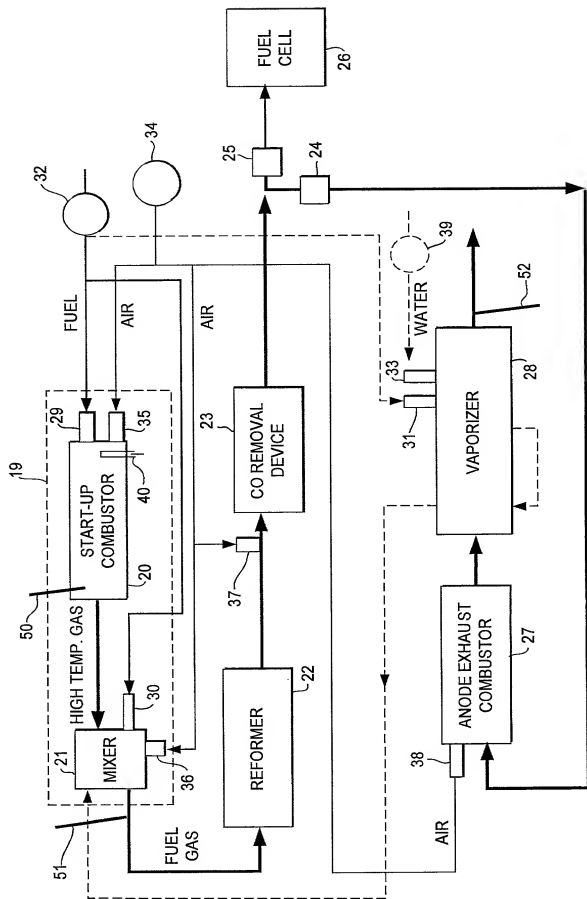 32
34
FUEL
AIR
AIR
19
29
35
40
START-UP
COMBUSTOR
20
50
HIGH TEMP. GAS
30
21
MIXER
36
51
FUEL
GAS
REFORMER
22
37
23
CO REMOVAL
DEVICE
25
24
FUEL
CELL
26
39
WATER
33
31
VAPORIZER
28
52
ANODE EXHAUST
COMBUSTOR
27
38
AIR